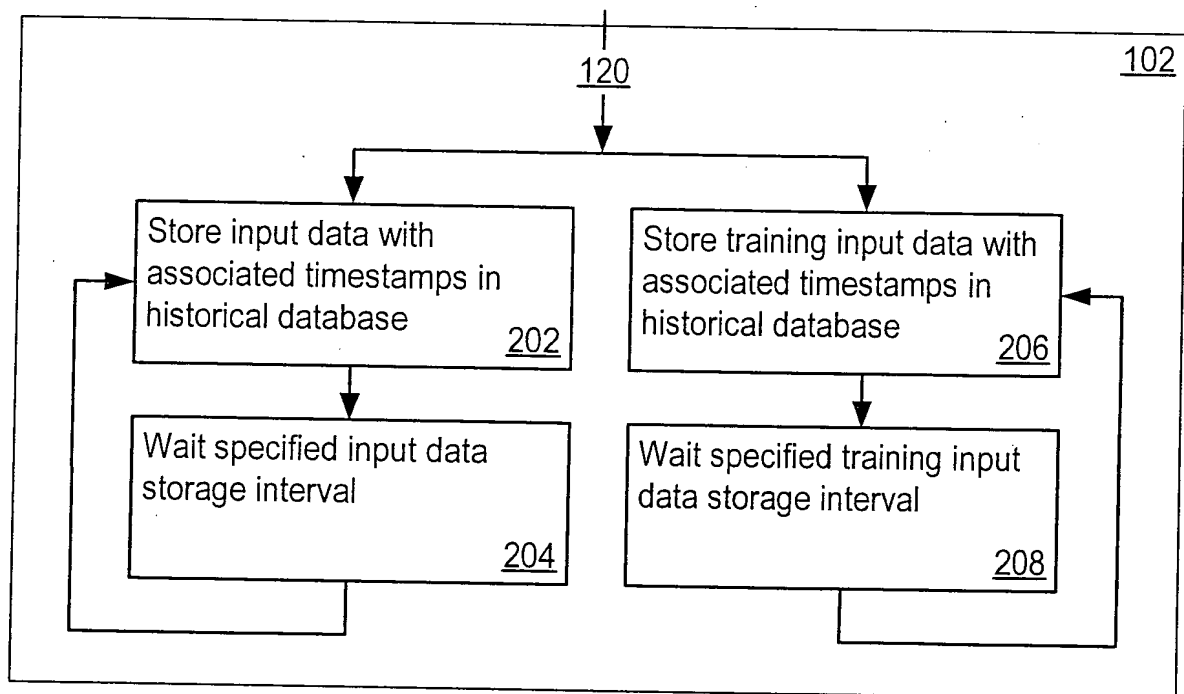 120
102
Store input data with
associated timestamps in
historical database
202
Store training input data with
associated timestamps in
historical database
206
Wait specified input data
storage interval
204
Wait specified training input
data storage interval
208